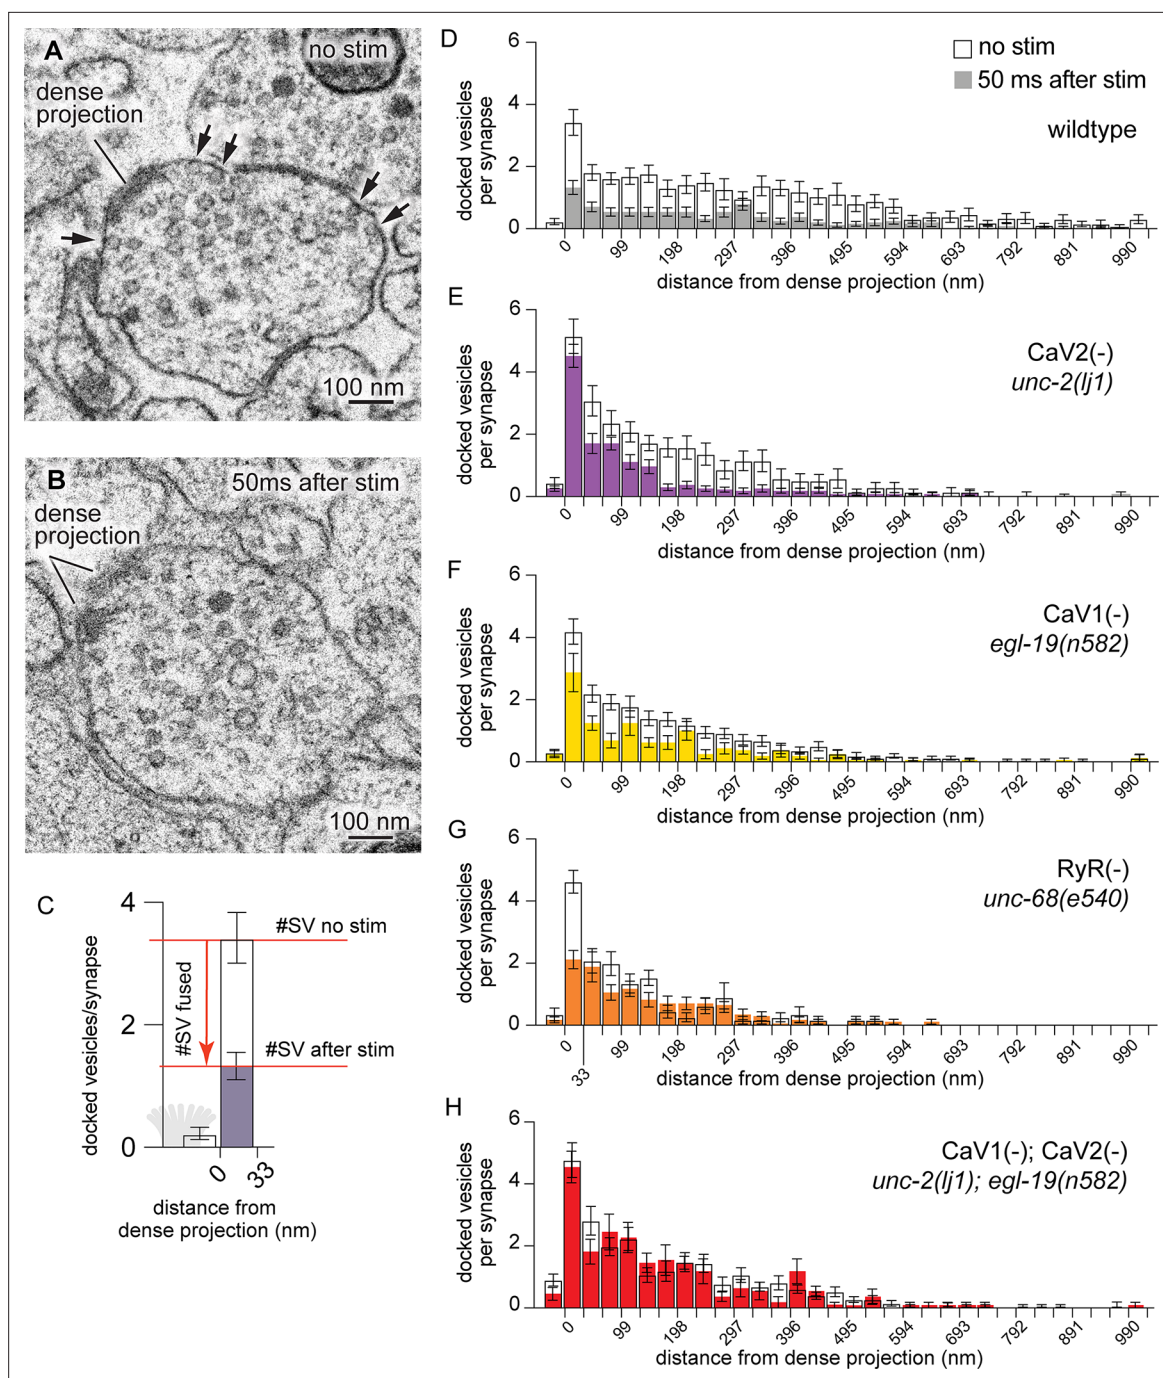 A
no stim
dense
projection
100 nm
B
50ms after stim
dense
projection
100 nm
C
docked vesicles/synapse
4
2
0
#SV fused
#SV no stim
#SV after stim
0
33
distance from
dense projection (nm)
D
docked vesicles
per synapse
6
4
2
0
no stim
50 ms after stim
wildtype
0 99 198 297 396 495 594 693 792 891 990
distance from dense projection (nm)
E
docked vesicles
per synapse
6
4
2
0
CaV2(-)
unc-2(lj1)
0 99 198 297 396 495 594 693 792 891 990
distance from dense projection (nm)
F
docked vesicles
per synapse
6
4
2
0
CaV1(-)
egl-19(n582)
0 99 198 297 396 495 594 693 792 891 990
distance from dense projection (nm)
G
docked vesicles
per synapse
6
4
2
0
RyR(-)
unc-68(e540)
0 33 99 198 297 396 495 594 693 792 891 990
distance from dense projection (nm)
H
docked vesicles
per synapse
6
4
2
0
CaV1(-); CaV2(-)
unc-2(lj1); egl-19(n582)
0 99 198 297 396 495 594 693 792 891 990
distance from dense projection (nm)